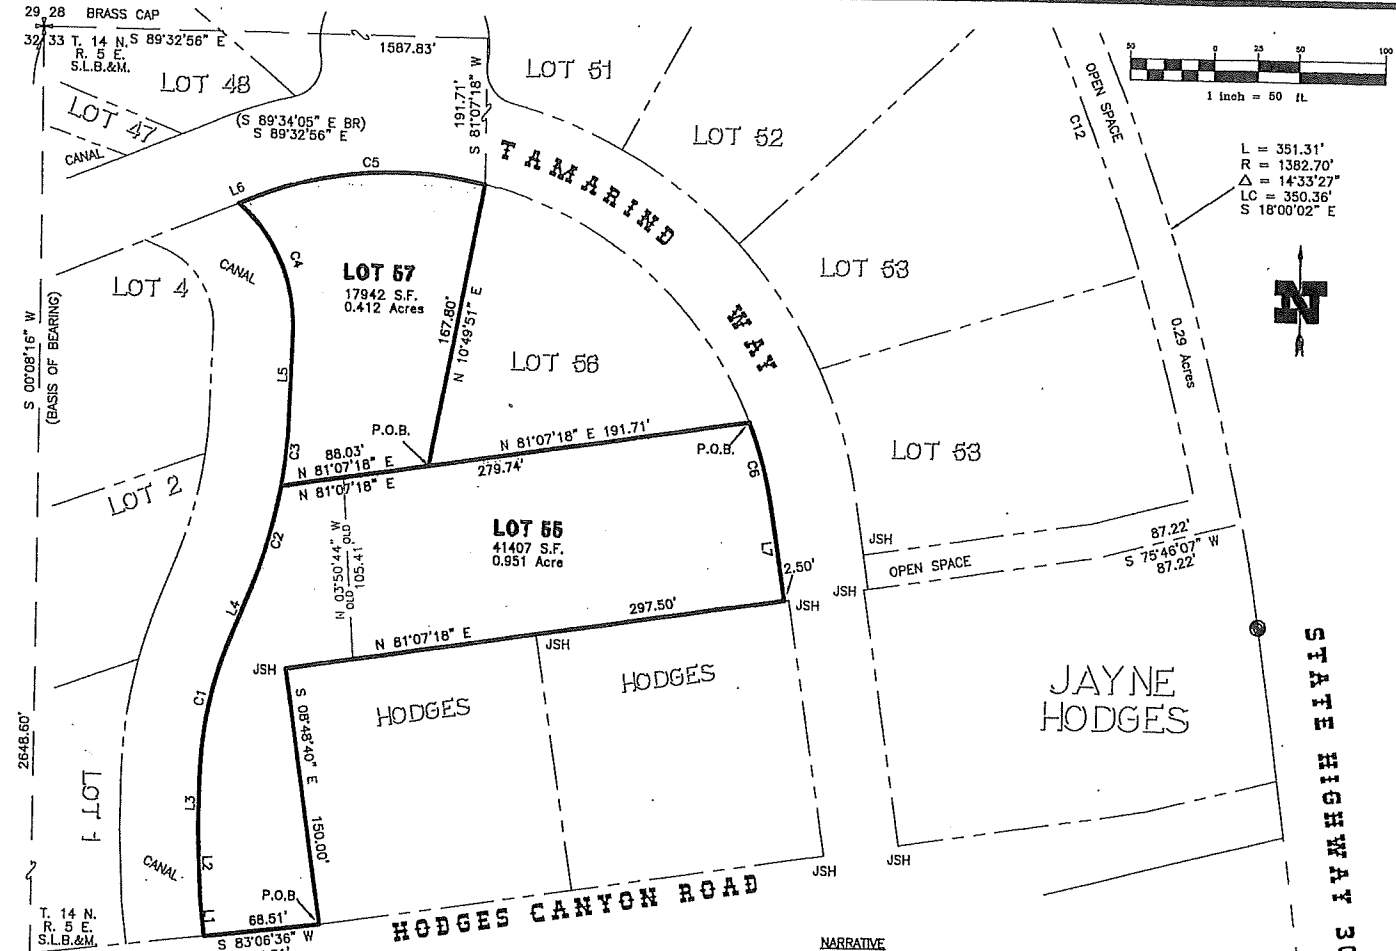 29 28 BRASS CAP
32 33 T. 14 N.
R. 5 E.
S.L.B.&M.
S 89°32'56" E
1587.83'
LOT 48
LOT 47
CANAL
(S 89°34'05" E BR)
S 89°32'56" E
191.71'
S 81°07'18" W
LOT 51
LOT 52
C12
OPEN SPACE
50 0 25 50 100
1 inch = 50 ft.
L = 351.31'
R = 1382.70'
Δ = 14°33'27"
LC = 350.36'
S 18°00'02" E
N
TAMARIND WAY
C5
L6
C4
CANAL
LOT 4
LOT 57
17942 S.F.
0.412 Acres
167.80'
N 10°49'51" E
LOT 53
LOT 56
0.29 Acres
S 00°08'16" W
(BASIS OF BEARING)
L5
C3
P.O.B.
88.03'
N 81°07'18" E
N 81°07'18" E
279.74'
N 81°07'18" E 191.71'
P.O.B.
C6
LOT 53
LOT 2
C2
N 03°50'44" W
OLD
OLD
105.41'
LOT 55
41407 S.F.
0.951 Acre
L7
2.50'
JSH
OPEN SPACE
87.22'
S 75°46'07" W
87.22'
L4
297.50'
JSH
JSH
N 81°07'18" E
JSH
JSH
C1
S 08°48'40" E
150.00'
HODGES
HODGES
JAYNE
HODGES
2648.60'
LOT 1
L3
L2
CANAL
L1
P.O.B.
68.51'
S 83°06'36" W
T. 14 N.
R. 5 E.
S.L.B.&M.
HODGES CANYON ROAD
JSH
JSH
STATE HIGHWAY 30
NARRATIVE